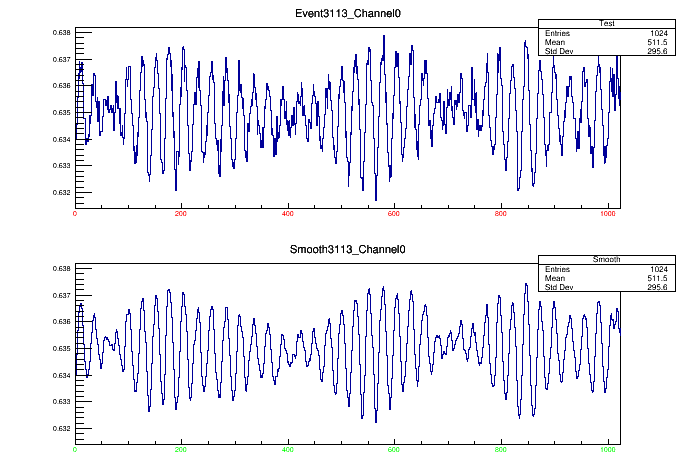 Event3113_Channel0
Test
Entries 1024
Mean 511.5
Std Dev 295.6
0.638
0.637
0.636
0.635
0.634
0.633
0.632
0 200 400 600 800 1000
Smooth3113_Channel0
Smooth
Entries 1024
Mean 511.5
Std Dev 295.6
0.638
0.637
0.636
0.635
0.634
0.633
0.632
0 200 400 600 800 1000